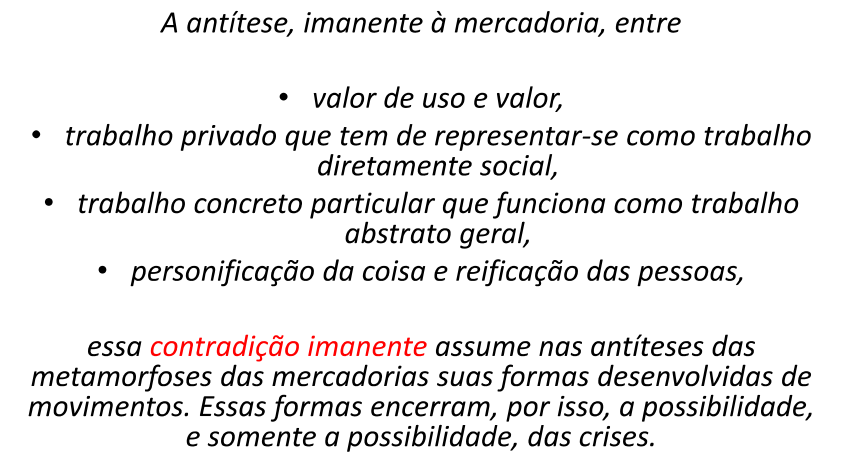 A antítese, imanente à mercadoria, entre
• valor de uso e valor,
• trabalho privado que tem de representar-se como trabalho
diretamente social,
• trabalho concreto particular que funciona como trabalho
abstrato geral,
• personificação da coisa e reificação das pessoas,
essa contradição imanente assume nas antíteses das
metamorfoses das mercadorias suas formas desenvolvidas de
movimentos. Essas formas encerram, por isso, a possibilidade,
e somente a possibilidade, das crises.